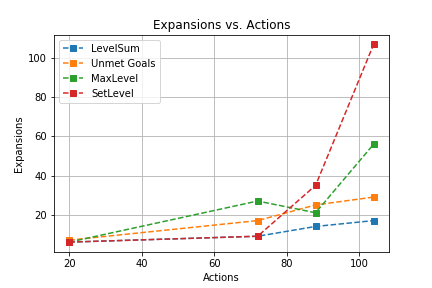 Expansions vs. Actions
LevelSum
Unmet Goals
MaxLevel
SetLevel
Expansions
100
80
60
40
20
20
40
60
80
100
Actions